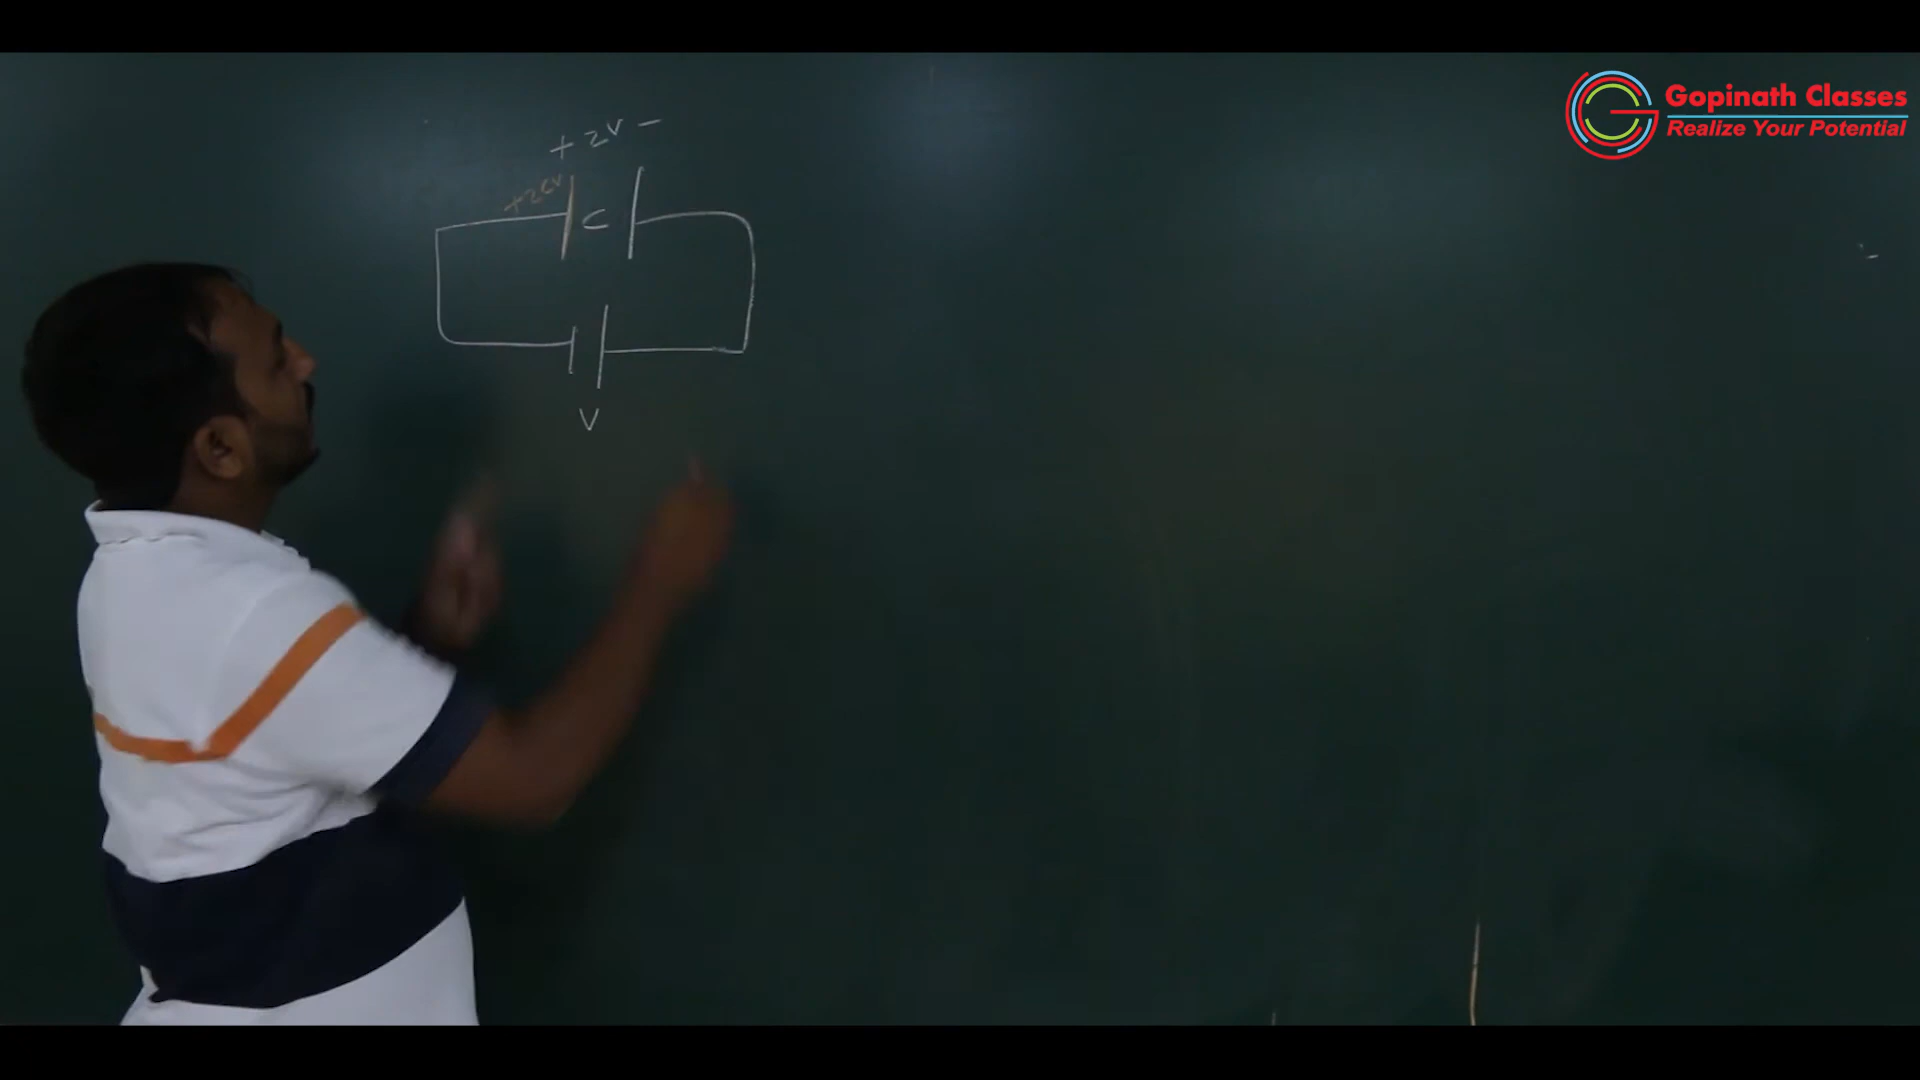 Gopinath Classes
Realize Your Potential
+ 2V -
+2CV
C
V